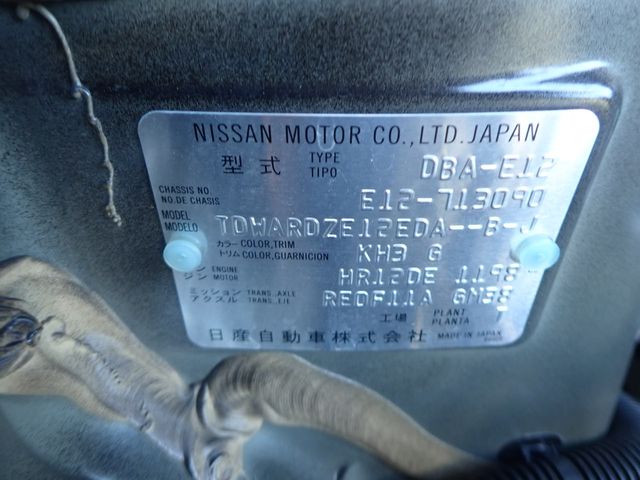 NISSAN MOTOR CO.,LTD.JAPAN
型式 TYPE TIPO DBA-E12
CHASSIS NO. NO.DE CHASIS E12-713090
MODEL MODELO TDWARDZE12EDA--B-J
カラー COLOR,TRIM トリム COLOR,GUARNICION KH3 G
ENGINE MOTOR HR12DE 1198
ミッション TRANS.,AXLE アクスル TRANS.,EJE REOF11A GM38
工場 PLANT PLANTA
日産自動車株式会社 MADE IN JAPAN